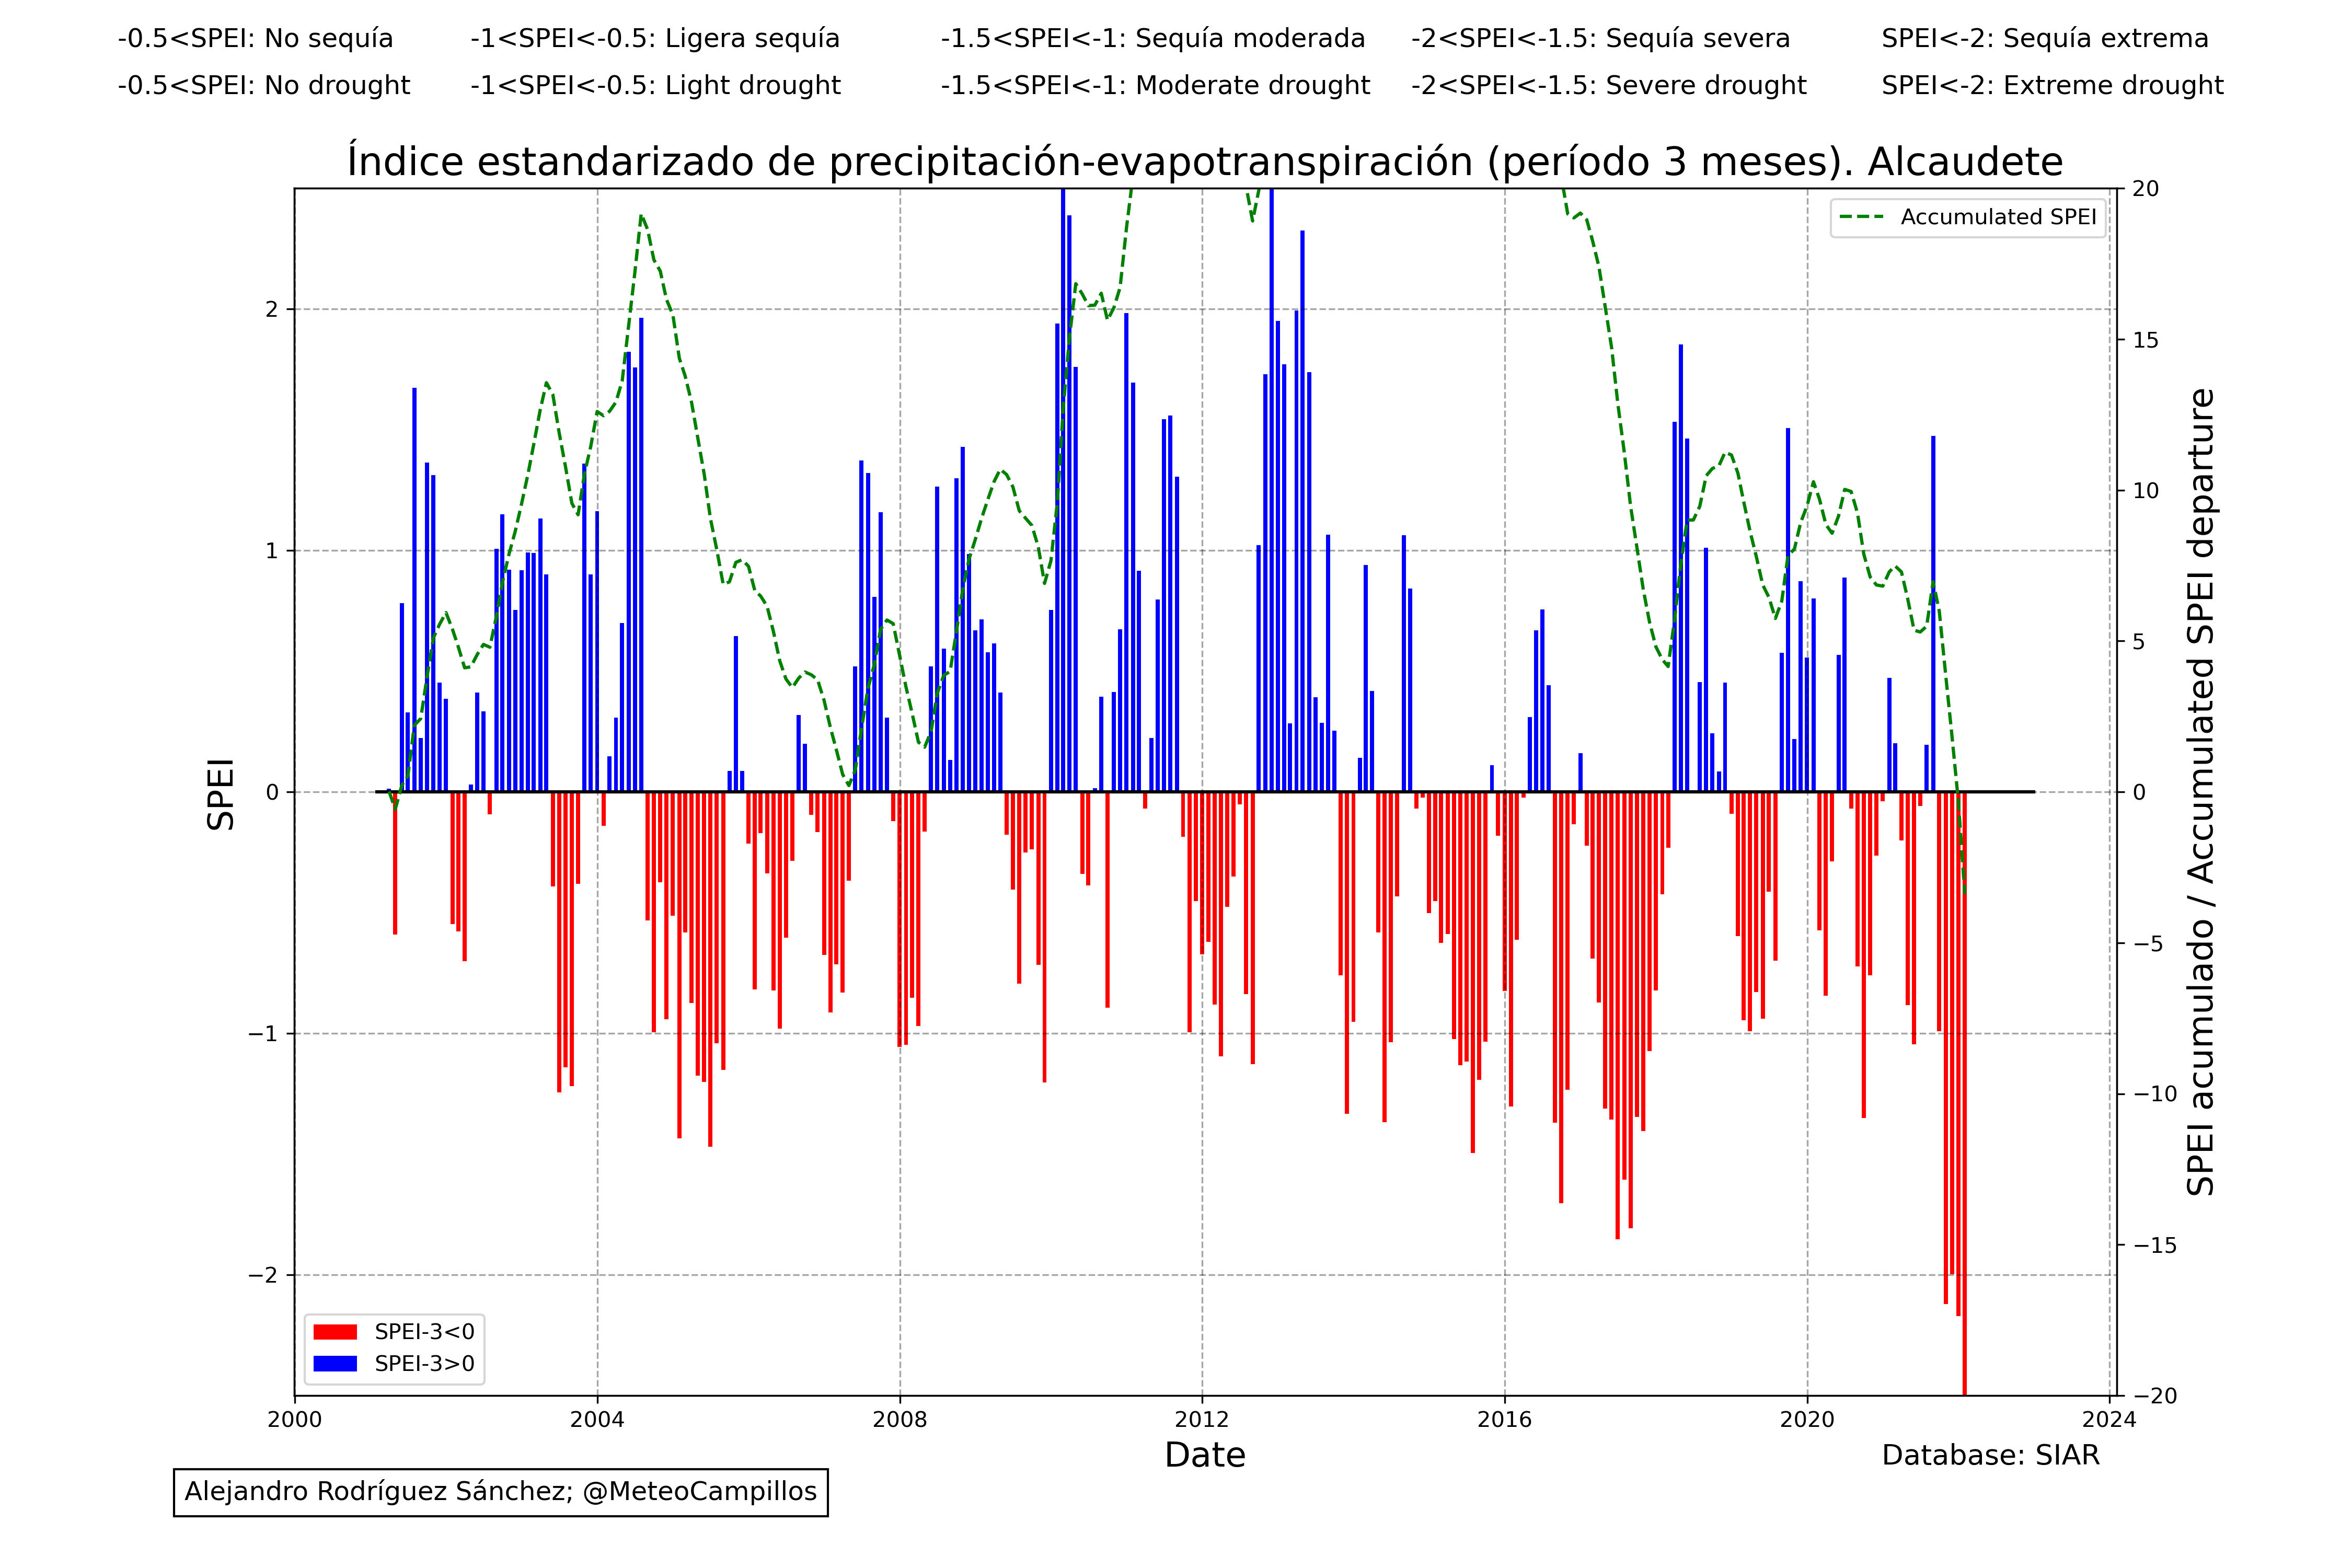 -0.5<SPEI: No sequía -1<SPEI<-0.5: Ligera sequía -1.5<SPEI<-1: Sequía moderada -2<SPEI<-1.5: Sequía severa SPEI<-2: Sequía extrema
-0.5<SPEI: No drought -1<SPEI<-0.5: Light drought -1.5<SPEI<-1: Moderate drought -2<SPEI<-1.5: Severe drought SPEI<-2: Extreme drought
Índice estandarizado de precipitación-evapotranspiración (período 3 meses). Alcaudete
Accumulated SPEI
SPEI
2
1
0
−1
−2
20
15
10
5
0
−5
−10
−15
−20
SPEI acumulado / Accumulated SPEI departure
SPEI-3<0
SPEI-3>0
2000 2004 2008 2012 2016 2020 2024
Date
Database: SIAR
Alejandro Rodríguez Sánchez; @MeteoCampillos